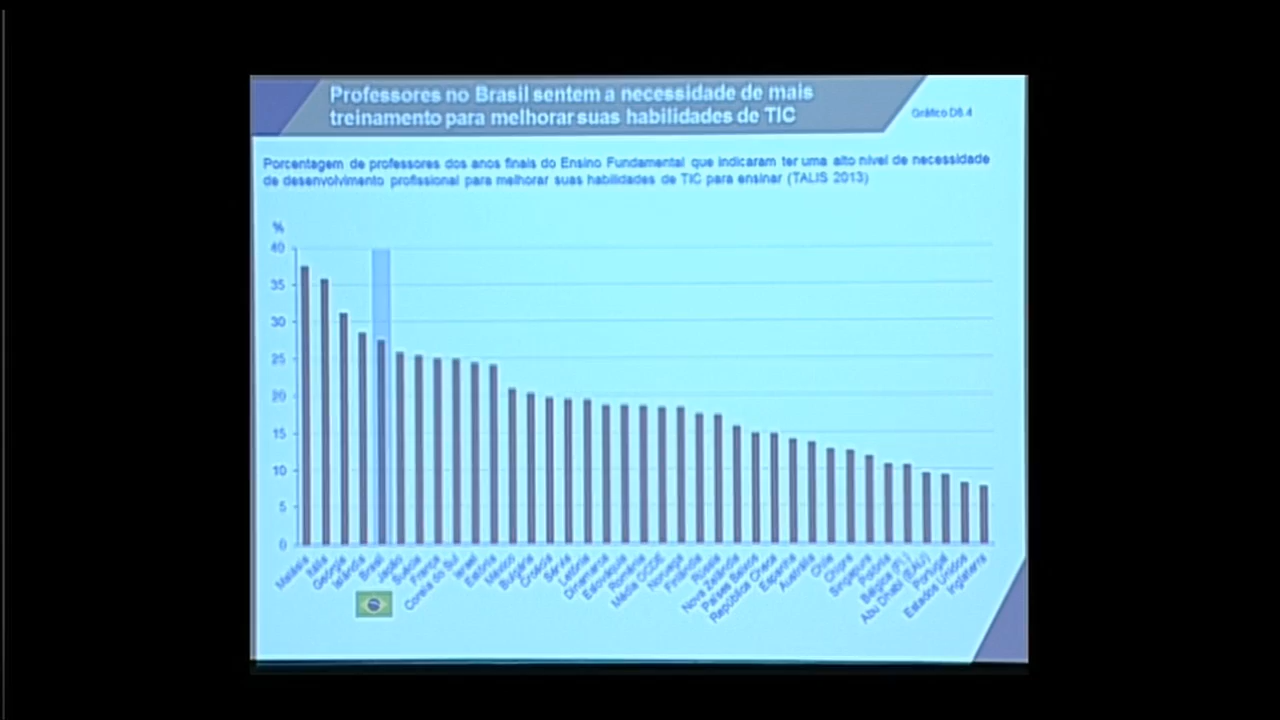 Professores no Brasil sentem a necessidade de mais
treinamento para melhorar suas habilidades de TIC
Gráfico D6.4
Porcentagem de professores dos anos finais do Ensino Fundamental que indicaram ter uma alto nível de necessidade
de desenvolvimento profissional para melhorar suas habilidades de TIC para ensinar (TALIS 2013)
%
40
35
30
25
20
15
10
5
0
Malásia
Itália
Geórgia
Islândia
Brasil
Japão
Suécia
França
Coréia do Sul
Israel
Estônia
México
Bulgária
Croácia
Sérvia
Letônia
Dinamarca
Eslováquia
Romênia
Média OCDE
Noruega
Finlândia
Rússia
Nova Zelândia
Países Baixos
República Checa
Espanha
Austrália
Chile
Chipre
Singapura
Polônia
Bélgica (FL)
Abu Dhabi (EAU)
Portugal
Estados Unidos
Inglaterra